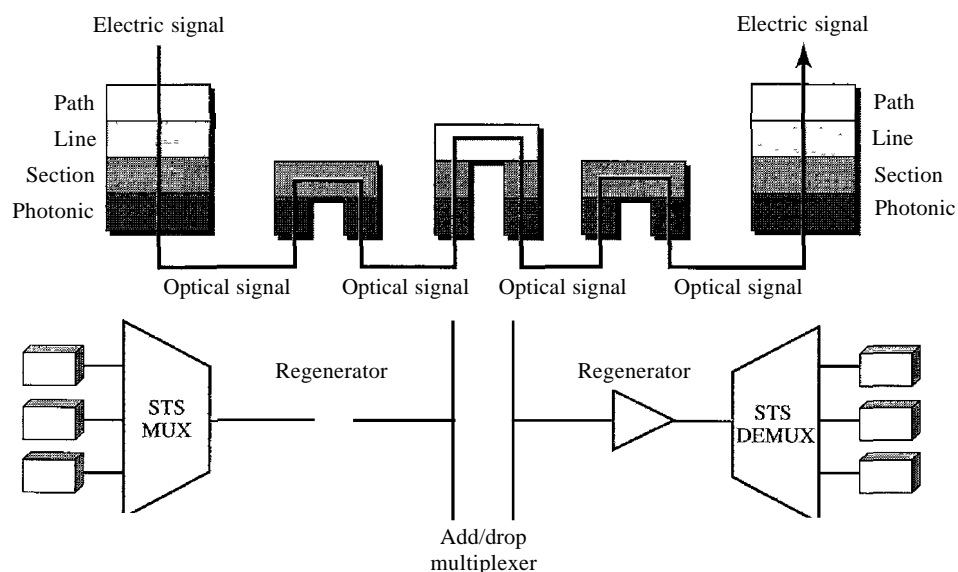 Electric signal
Electric signal
Path
Path
Line
Line
Section
Section
Photonic
Photonic
Optical signal
Optical signal
Optical signal
Optical signal
Regenerator
Regenerator
STS
MUX
STS
DEMUX
Add/drop
multiplexer